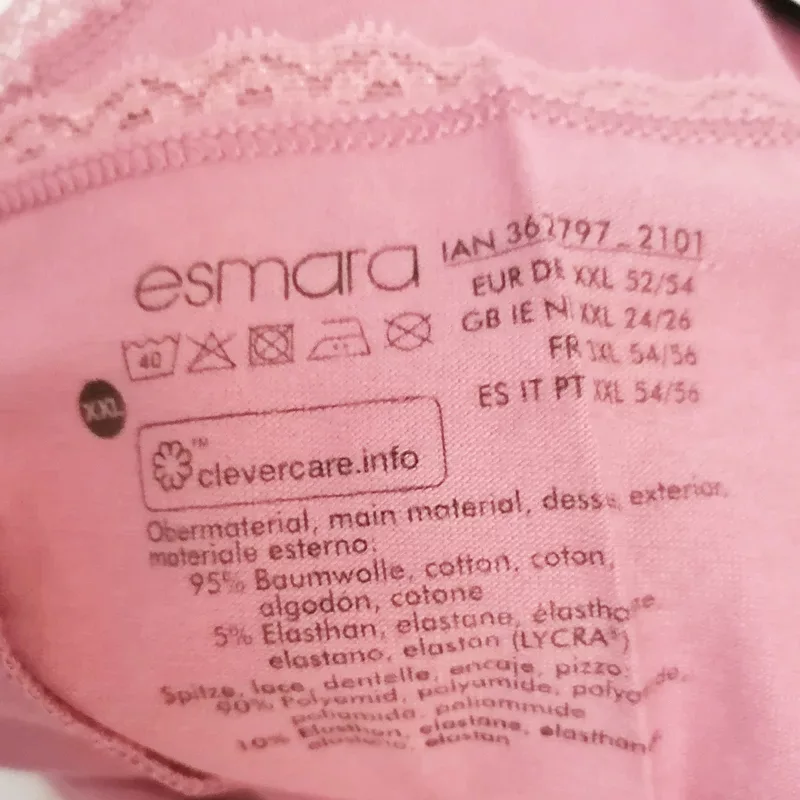 esmara
IAN 362797_2101
EUR DE XXL 52/54
GB IE NI XXL 24/26
FR XXL 54/56
ES IT PT XXL 54/56
40
XXL
™
clevercare.info
Obermaterial, main material, dessus exterior,
materiale esterno:
95% Baumwolle, cotton, coton,
algodón, cotone
5% Elasthan, elastane, élasthanne
elastano, elastan (LYCRA®)
Spitze, lace, dentelle, encaje, pizzo:
90% Polyamid, polyamide,
poliamida, poliammide
10% Elasthan, elastane, elasthan
elastano, elastan